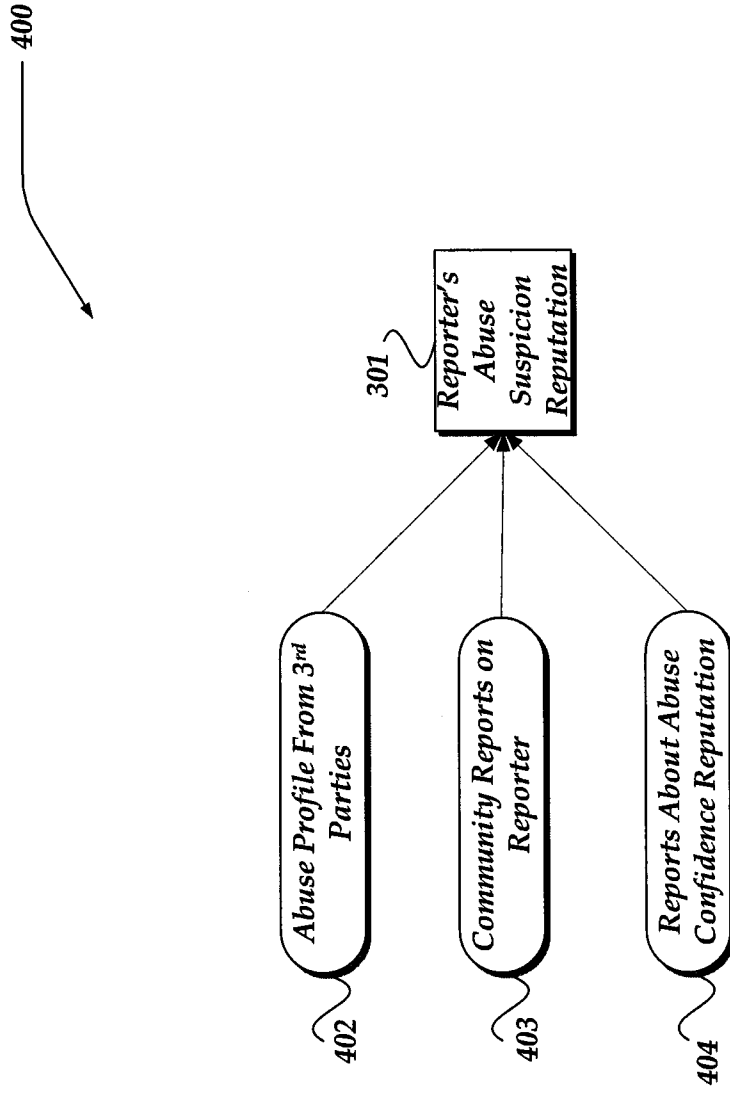 400
402
Abuse Profile From 3rd
Parties
403
Community Reports on
Reporter
404
Reports About Abuse
Confidence Reputation
301
Reporter's
Abuse
Suspicion
Reputation